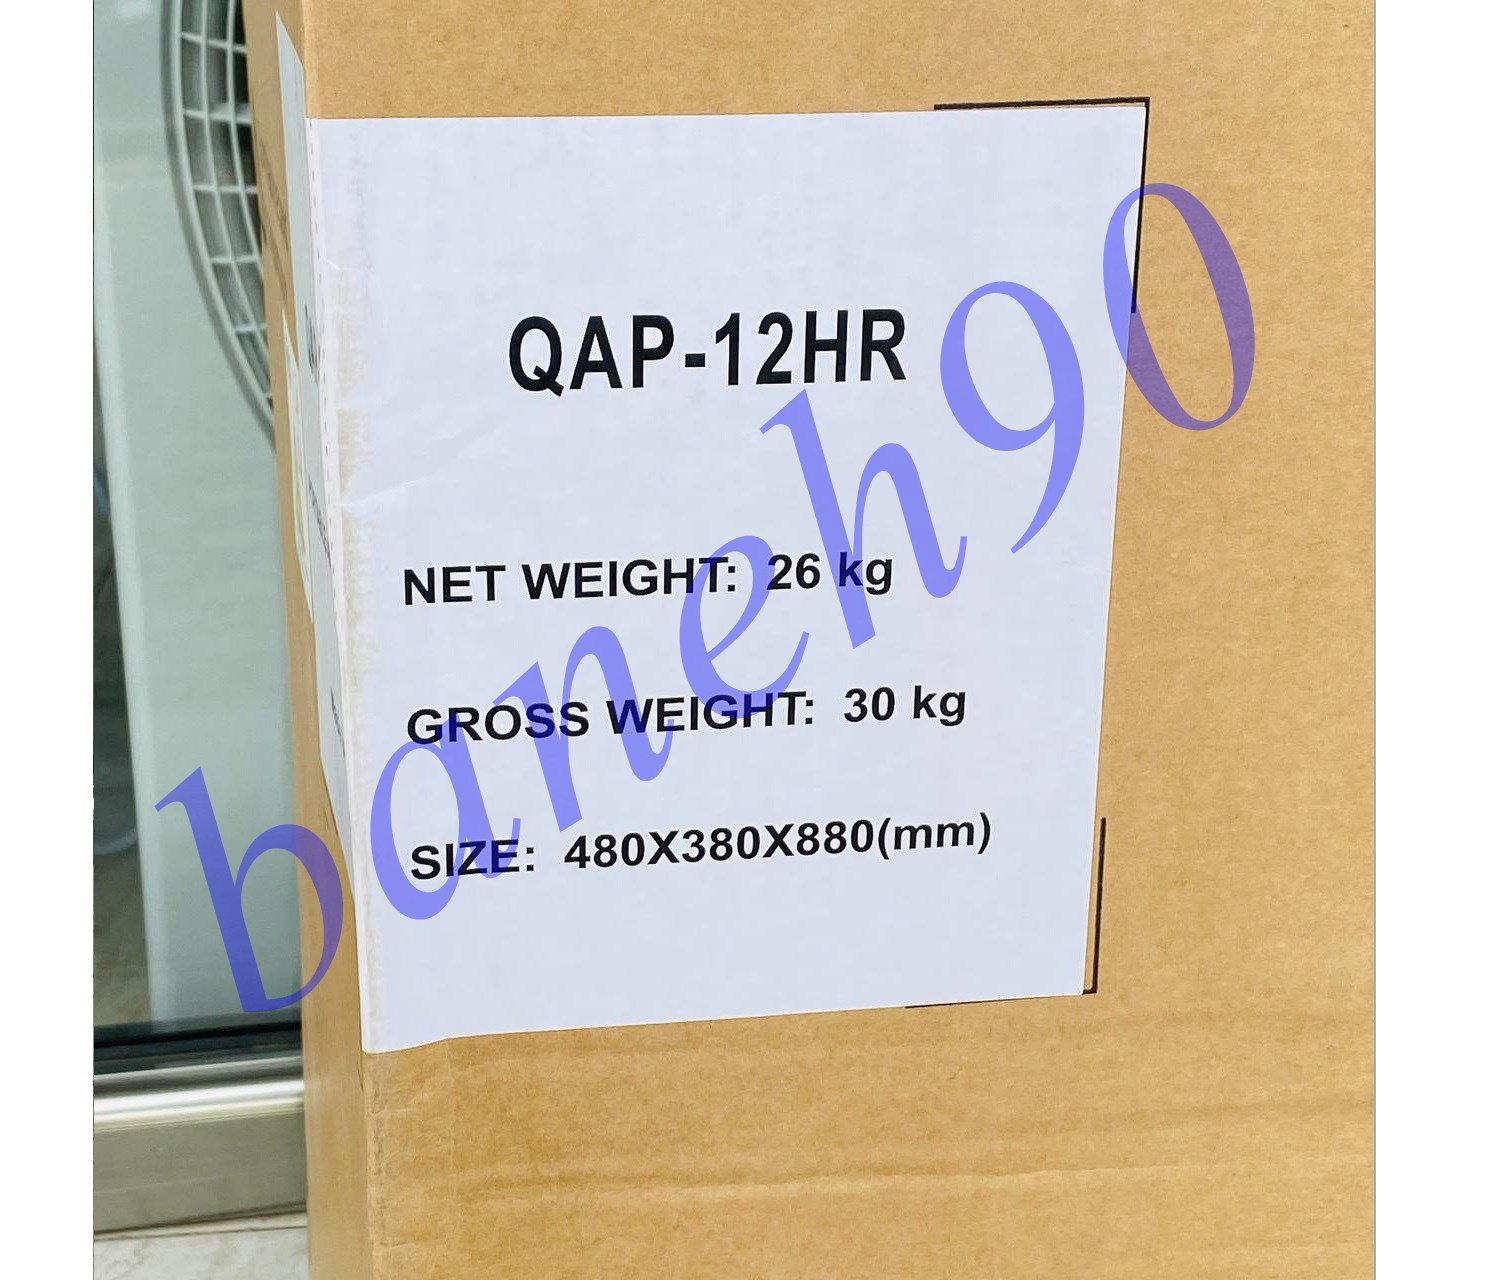 QAP-12HR
NET WEIGHT: 26 kg
GROSS WEIGHT: 30 kg
SIZE: 480X380X880(mm)
baneh90